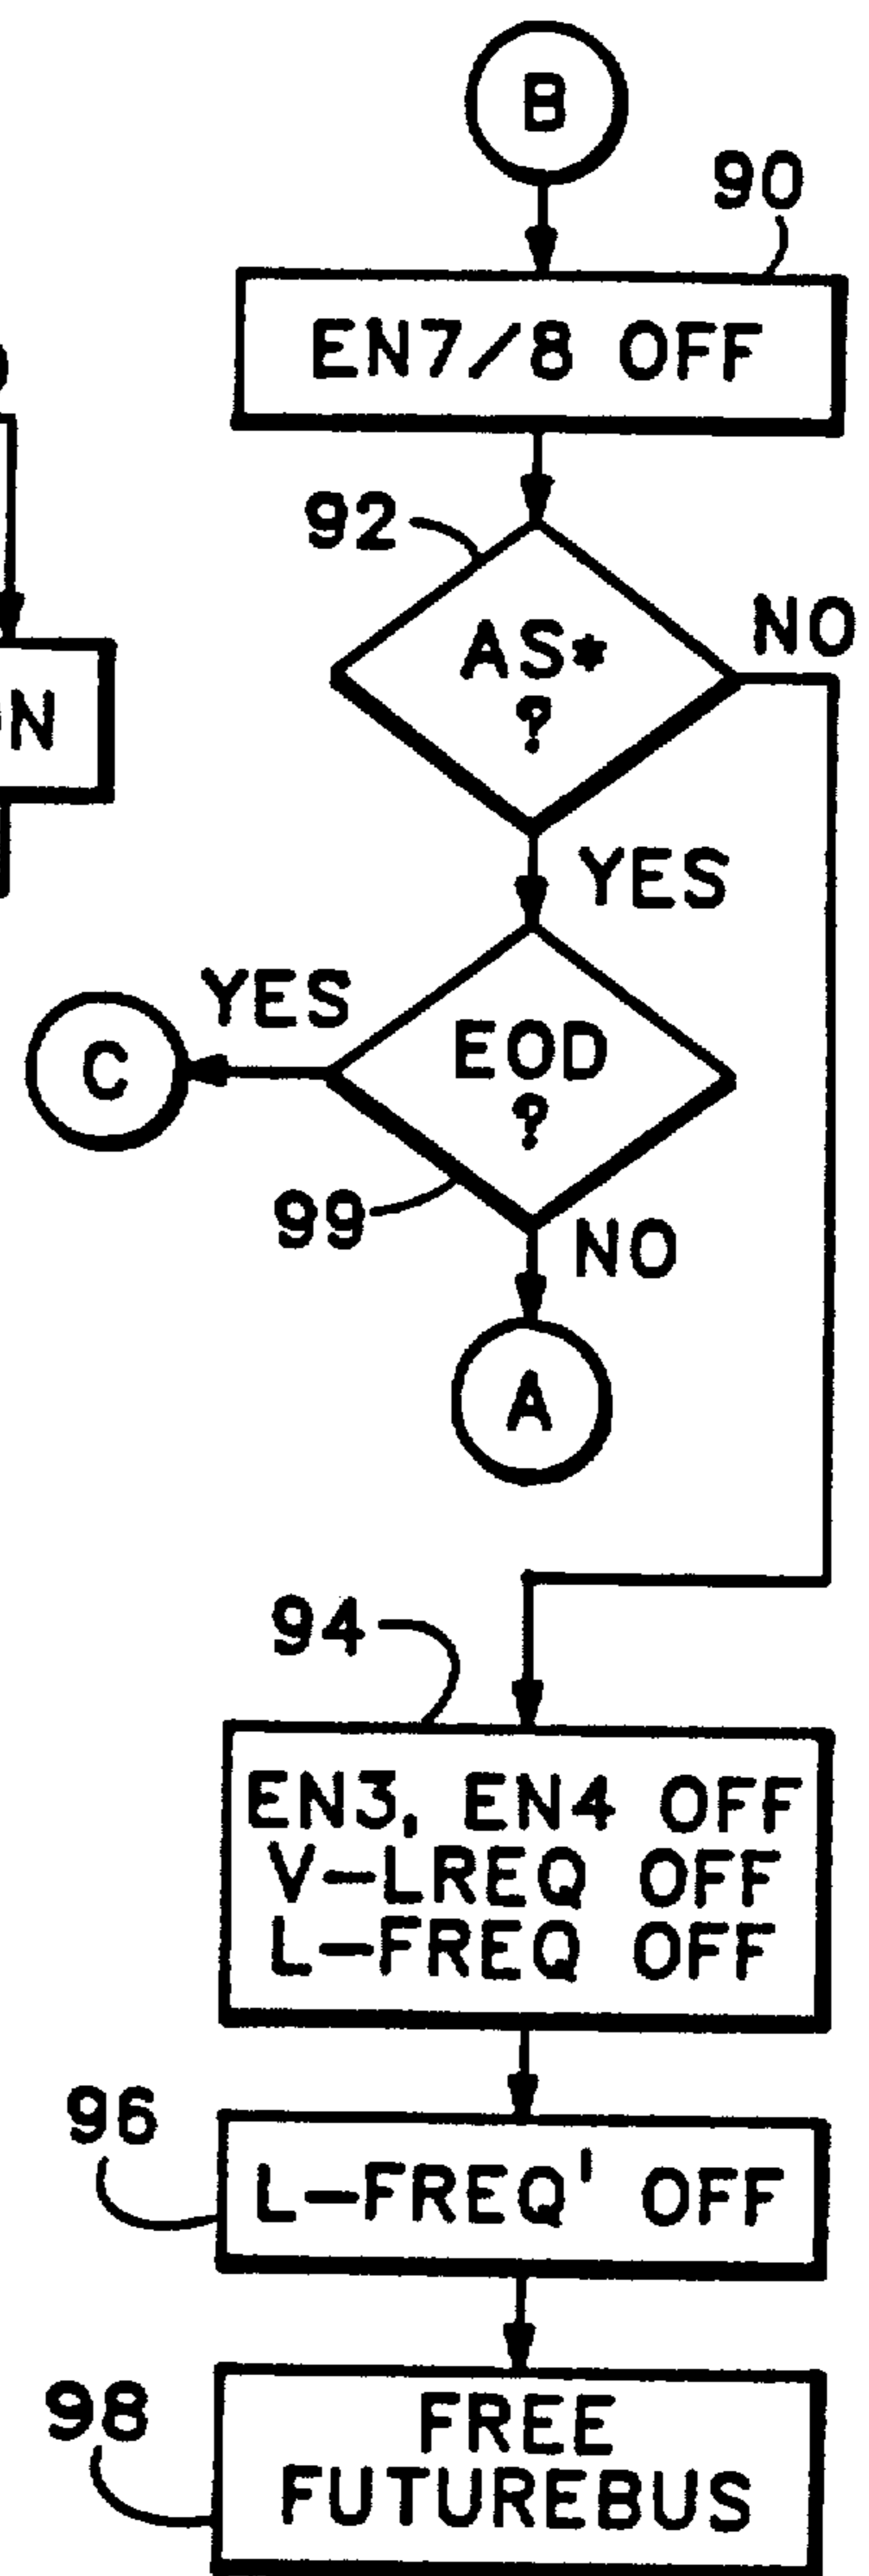 B
90
EN7/8 OFF
92
AS*
?
NO
YES
YES
EOD
?
C
99
NO
A
94
EN3, EN4 OFF
V-LREQ OFF
L-FREQ OFF
96
L-FREQ' OFF
98
FREE
FUTUREBUS